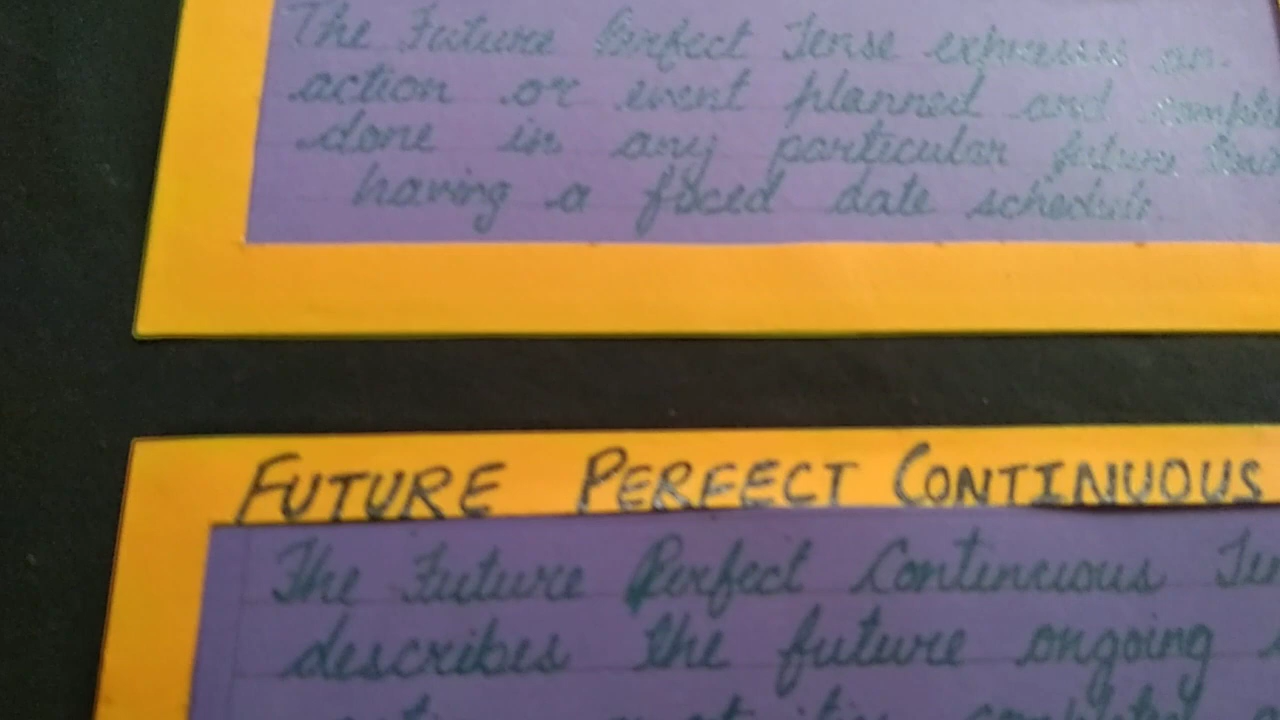 The Future Perfect Tense expresses an
action or event planned and
done in any particular future
having a fixed date schedule.
FUTURE PERFECT CONTINUOUS
The Future Perfect Continuous
describes the future ongoing